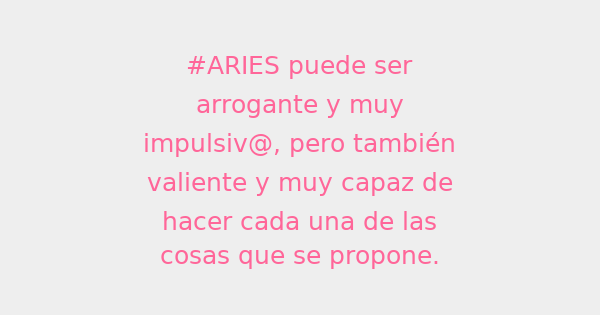 #ARIES puede ser
arrogante y muy
impulsiv@, pero también
valiente y muy capaz de
hacer cada una de las
cosas que se propone.